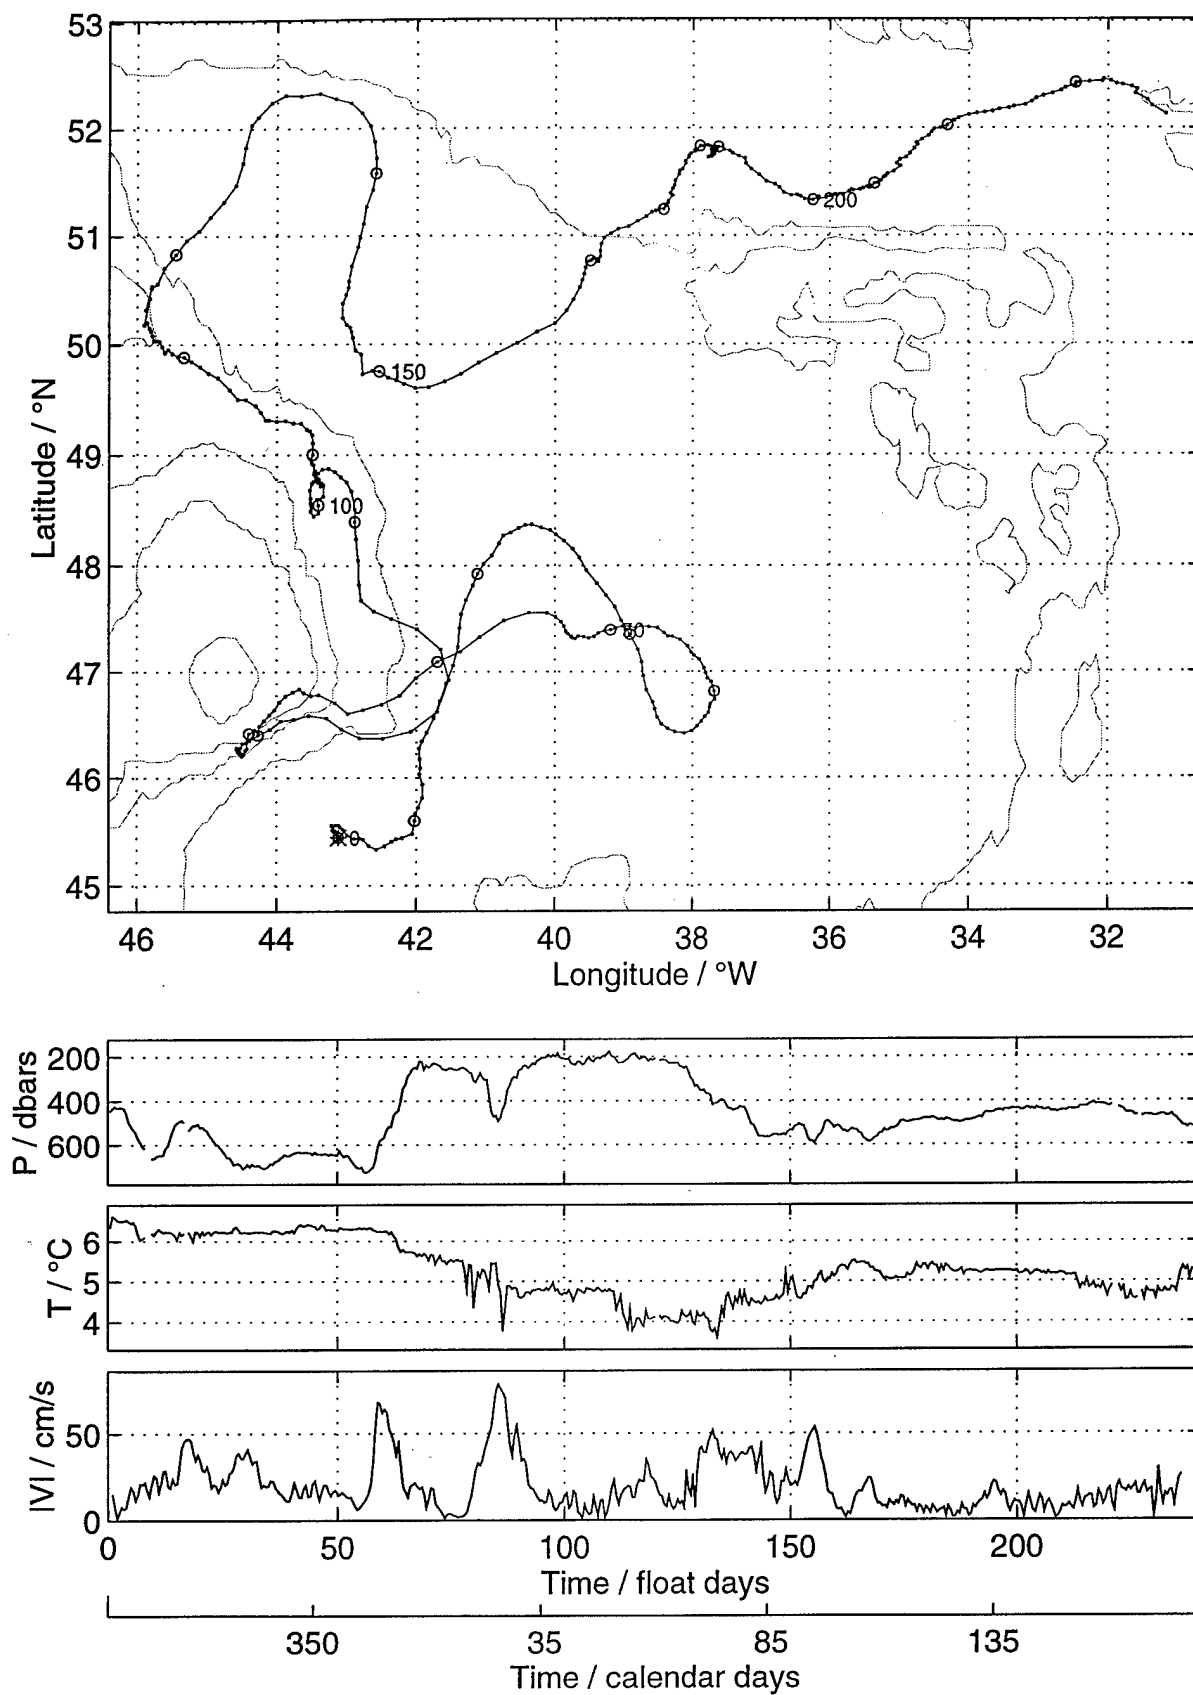 53
52
51
50
49
48
47
46
45
Latitude / °N
200
150
100
50
0
46 44 42 40 38 36 34 32
Longitude / °W
P / dbars
200
400
600
T / °C
6
5
4
|V| / cm/s
50
0
0 50 100 150 200
Time / float days
350 35 85 135
Time / calendar days